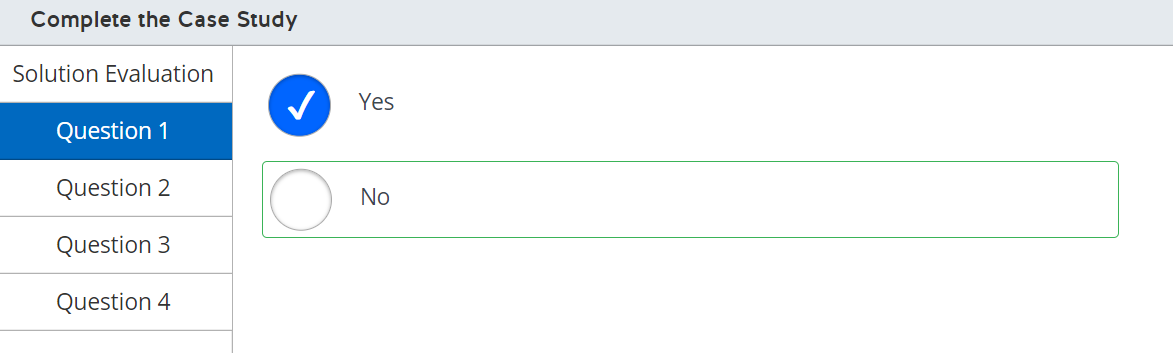 Complete the Case Study
Solution Evaluation
Question 1
Question 2
Question 3
Question 4
Yes
No